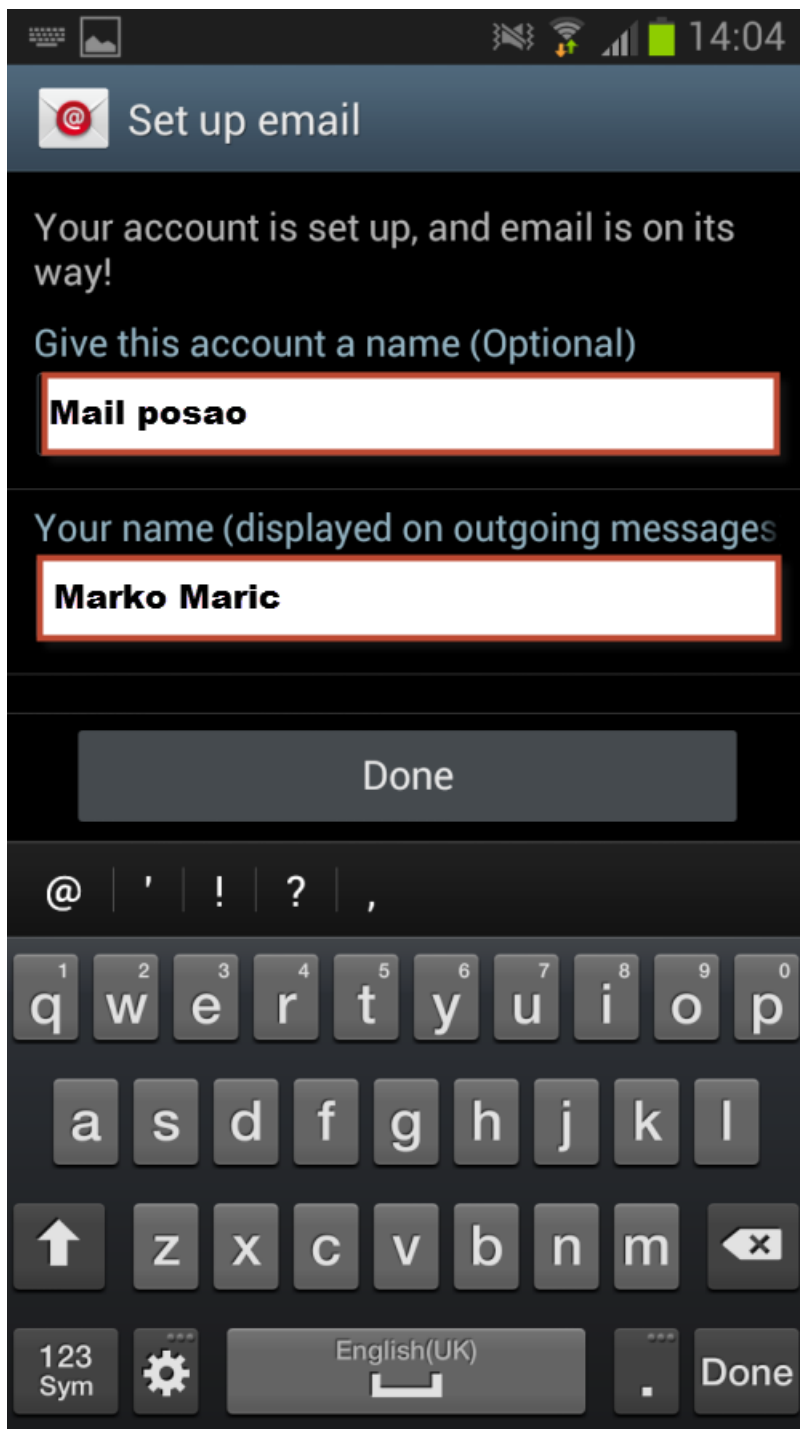 14:04
Set up email
Your account is set up, and email is on its
way!
Give this account a name (Optional)
Mail posao
Your name (displayed on outgoing messages
Marko Maric
Done
@ ' ! ? ,
1 2 3 4 5 6 7 8 9 0
q w e r t y u i o p
a s d f g h j k l
z x c v b n m
English(UK)
123
Sym
. Done